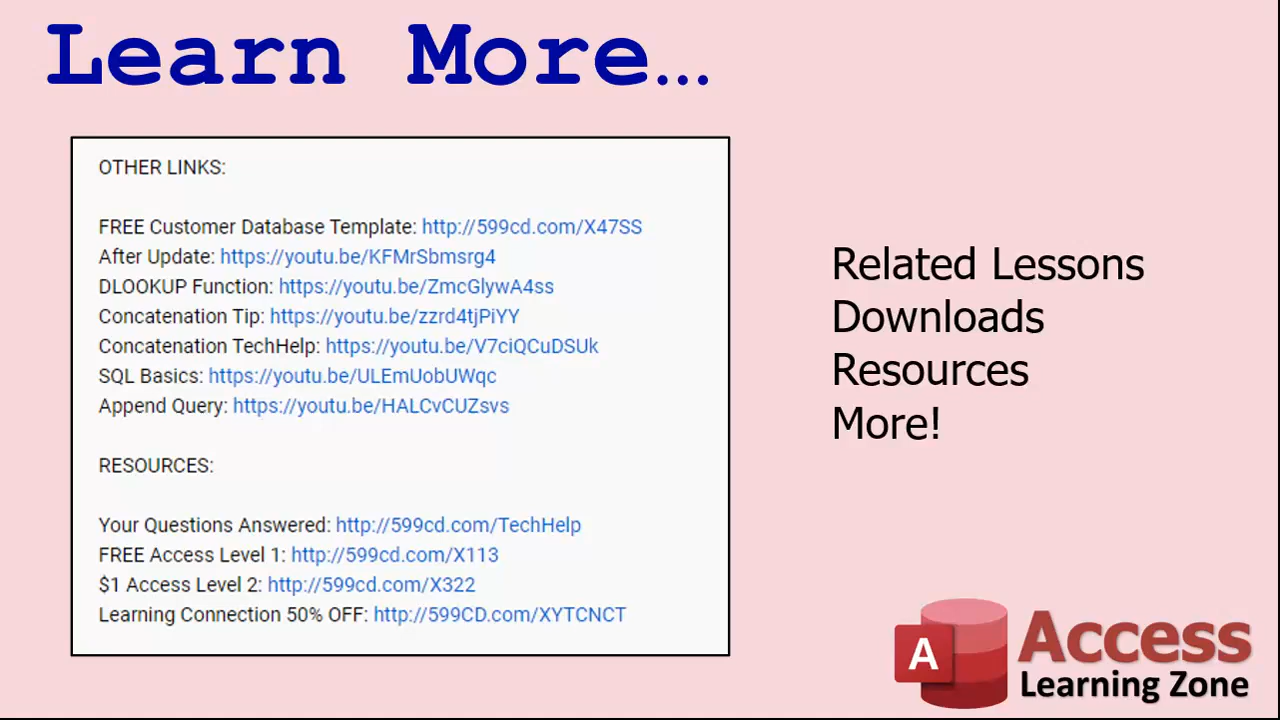 Learn More...
OTHER LINKS:
FREE Customer Database Template: http://599cd.com/X47SS
After Update: https://youtu.be/KFMrSbmsrg4
DLOOKUP Function: https://youtu.be/ZmcGlywA4ss
Concatenation Tip: https://youtu.be/zzrd4tjPiYY
Concatenation TechHelp: https://youtu.be/V7ciQCuDSUk
SQL Basics: https://youtu.be/ULEmUobUWqc
Append Query: https://youtu.be/HALCvCUZsvs
RESOURCES:
Your Questions Answered: http://599cd.com/TechHelp
FREE Access Level 1: http://599cd.com/X113
$1 Access Level 2: http://599cd.com/X322
Learning Connection 50% OFF: http://599CD.com/XYTCNCT
Related Lessons
Downloads
Resources
More!
A
Access
Learning Zone